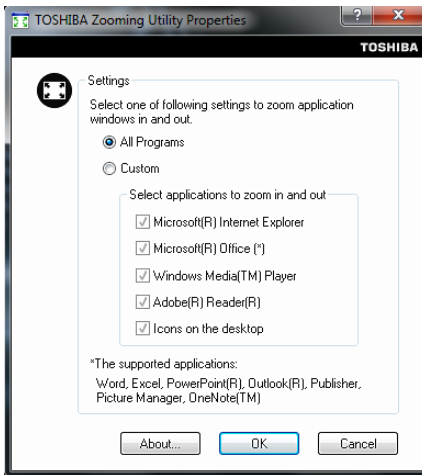 TOSHIBA Zooming Utility Properties
TOSHIBA
Settings
Select one of following settings to zoom application
windows in and out.
All Programs
Custom
Select applications to zoom in and out
Microsoft(R) Internet Explorer
Microsoft(R) Office (*)
Windows Media(TM) Player
Adobe(R) Reader(R)
Icons on the desktop
*The supported applications:
Word, Excel, PowerPoint(R), Outlook(R), Publisher,
Picture Manager, OneNote(TM)
About... OK Cancel